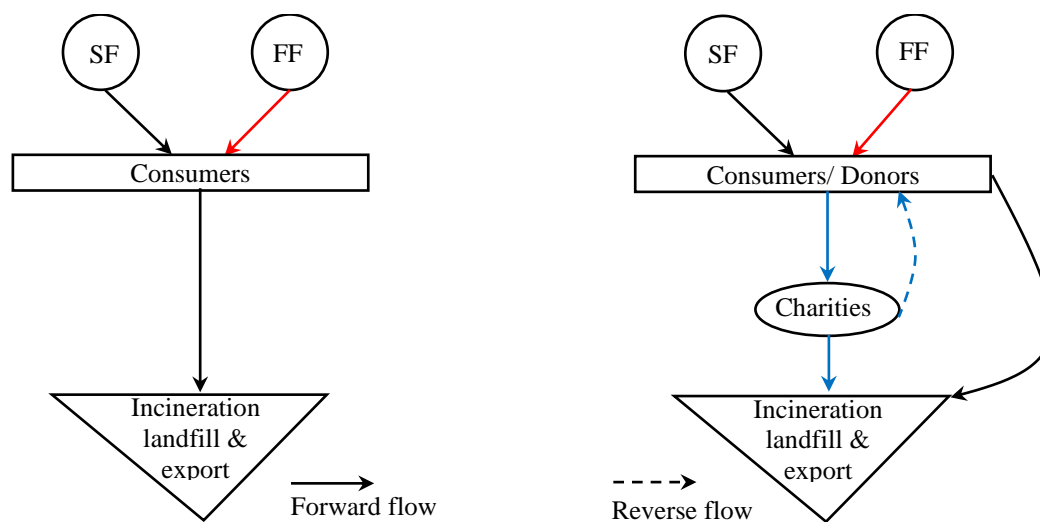 SF
FF
Consumers
Incineration
landfill &
export
Forward flow
SF
FF
Consumers/ Donors
Charities
Incineration
landfill &
export
Reverse flow